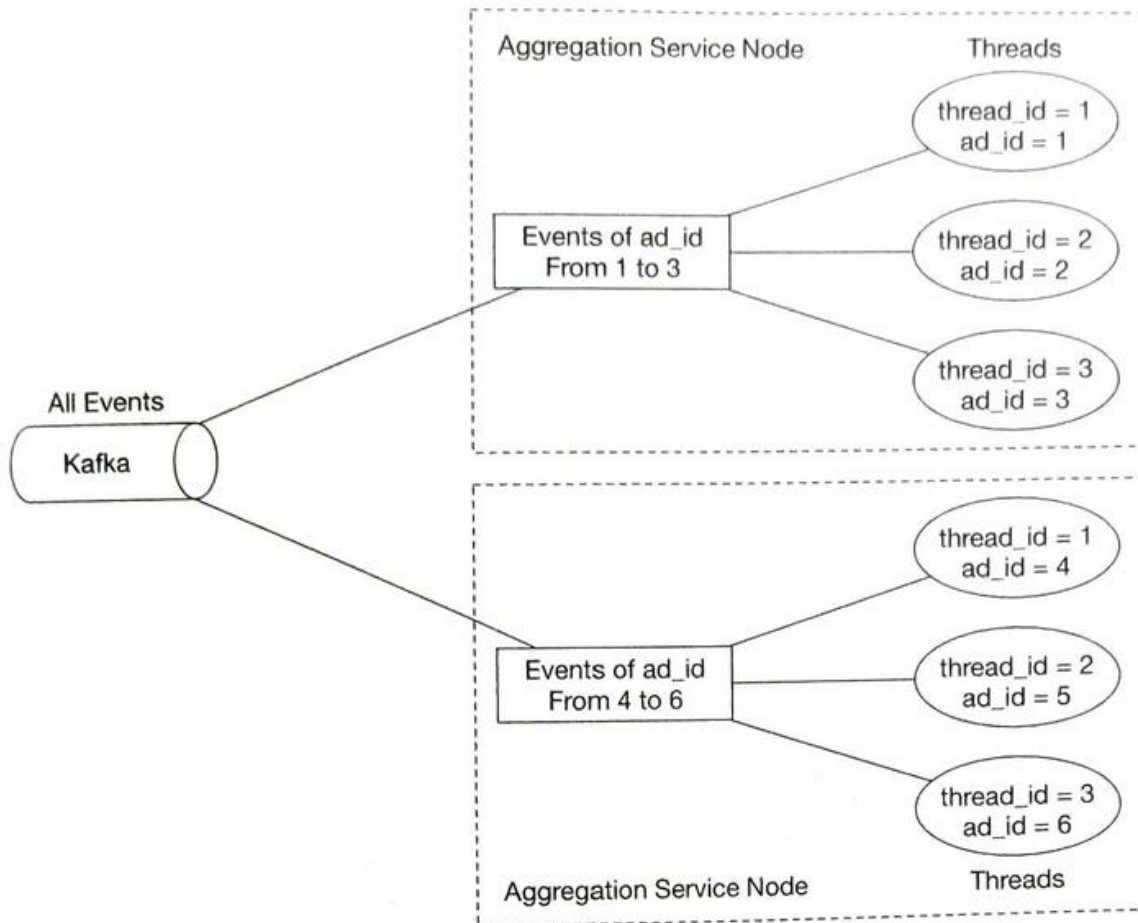 Aggregation Service Node
Threads
thread_id = 1
ad_id = 1
Events of ad_id
From 1 to 3
thread_id = 2
ad_id = 2
thread_id = 3
ad_id = 3
All Events
Kafka
thread_id = 1
ad_id = 4
Events of ad_id
From 4 to 6
thread_id = 2
ad_id = 5
thread_id = 3
ad_id = 6
Aggregation Service Node
Threads